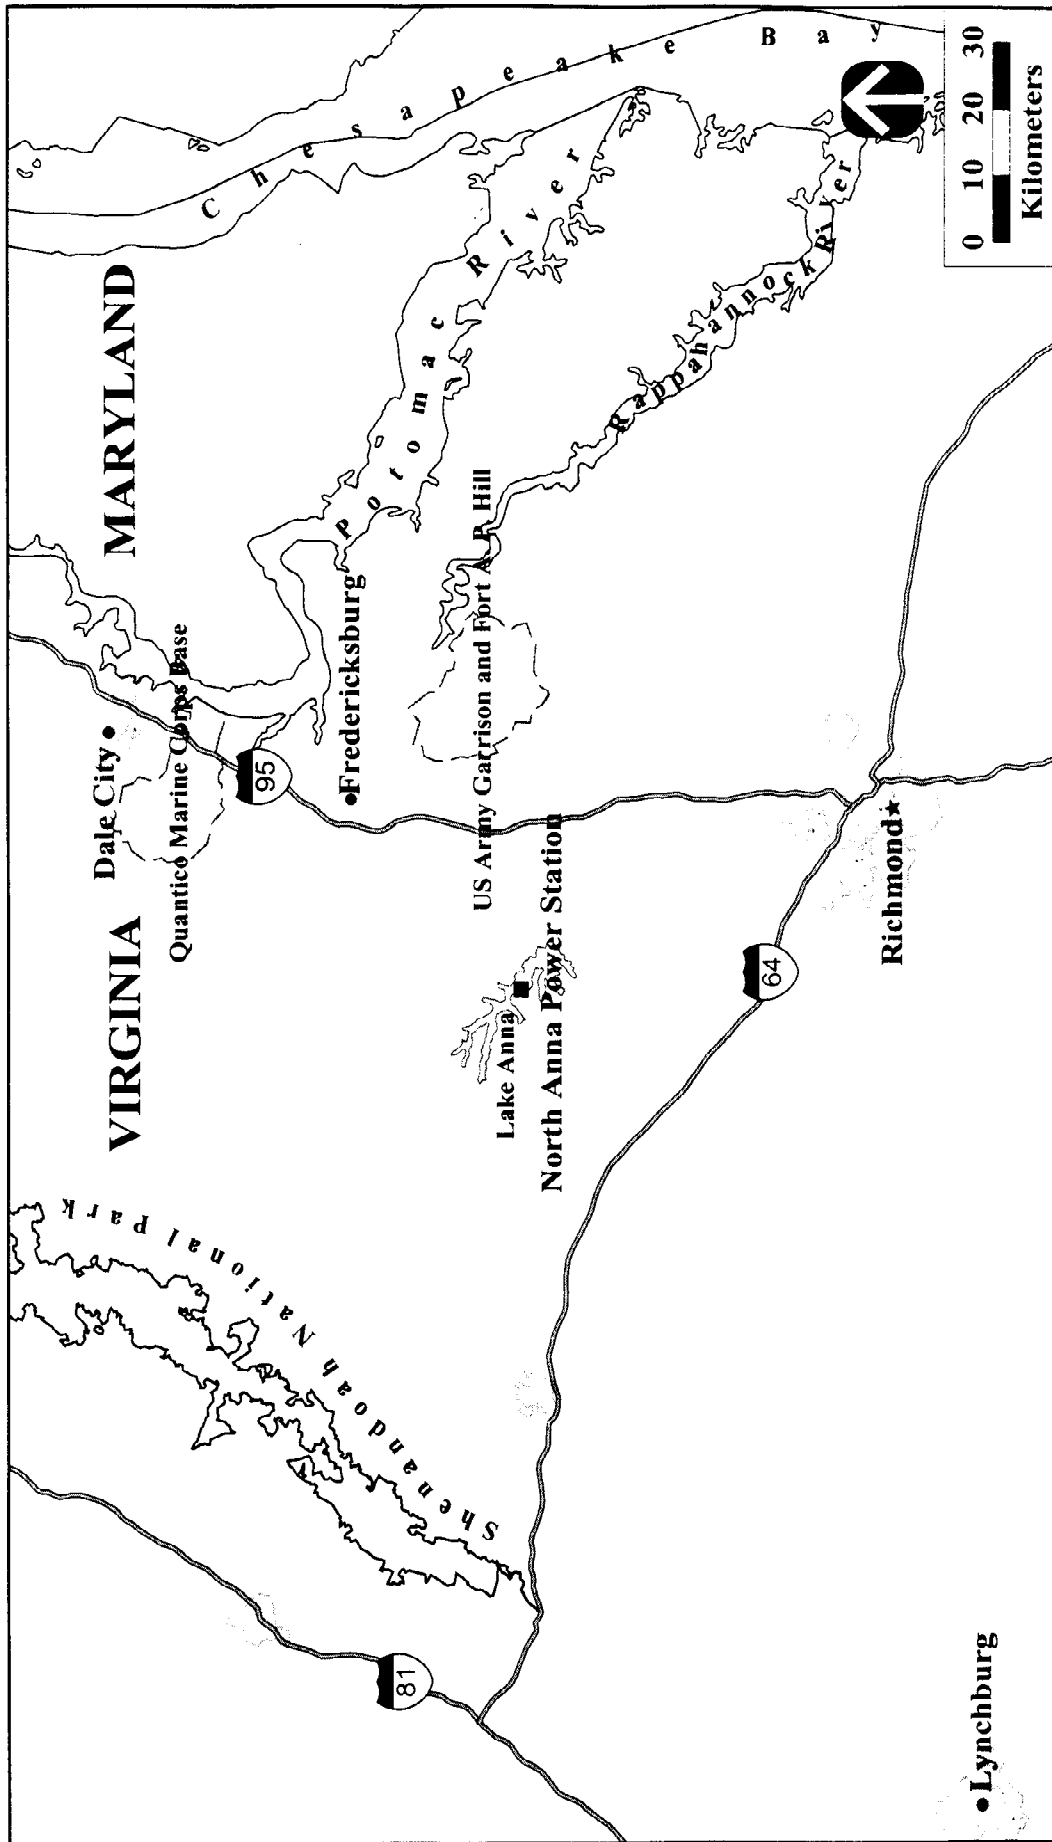 VIRGINIA
MARYLAND
Dale City
Quantico Marine Corps Base
Chesapeake Bay
Shenandoah National Park
95
Fredericksburg
Potomac River
81
US Army Garrison and Fort A. P. Hill
Lake Anna
North Anna Power Station
Rappahannock River
64
Richmond
Lynchburg
0 10 20 30
Kilometers